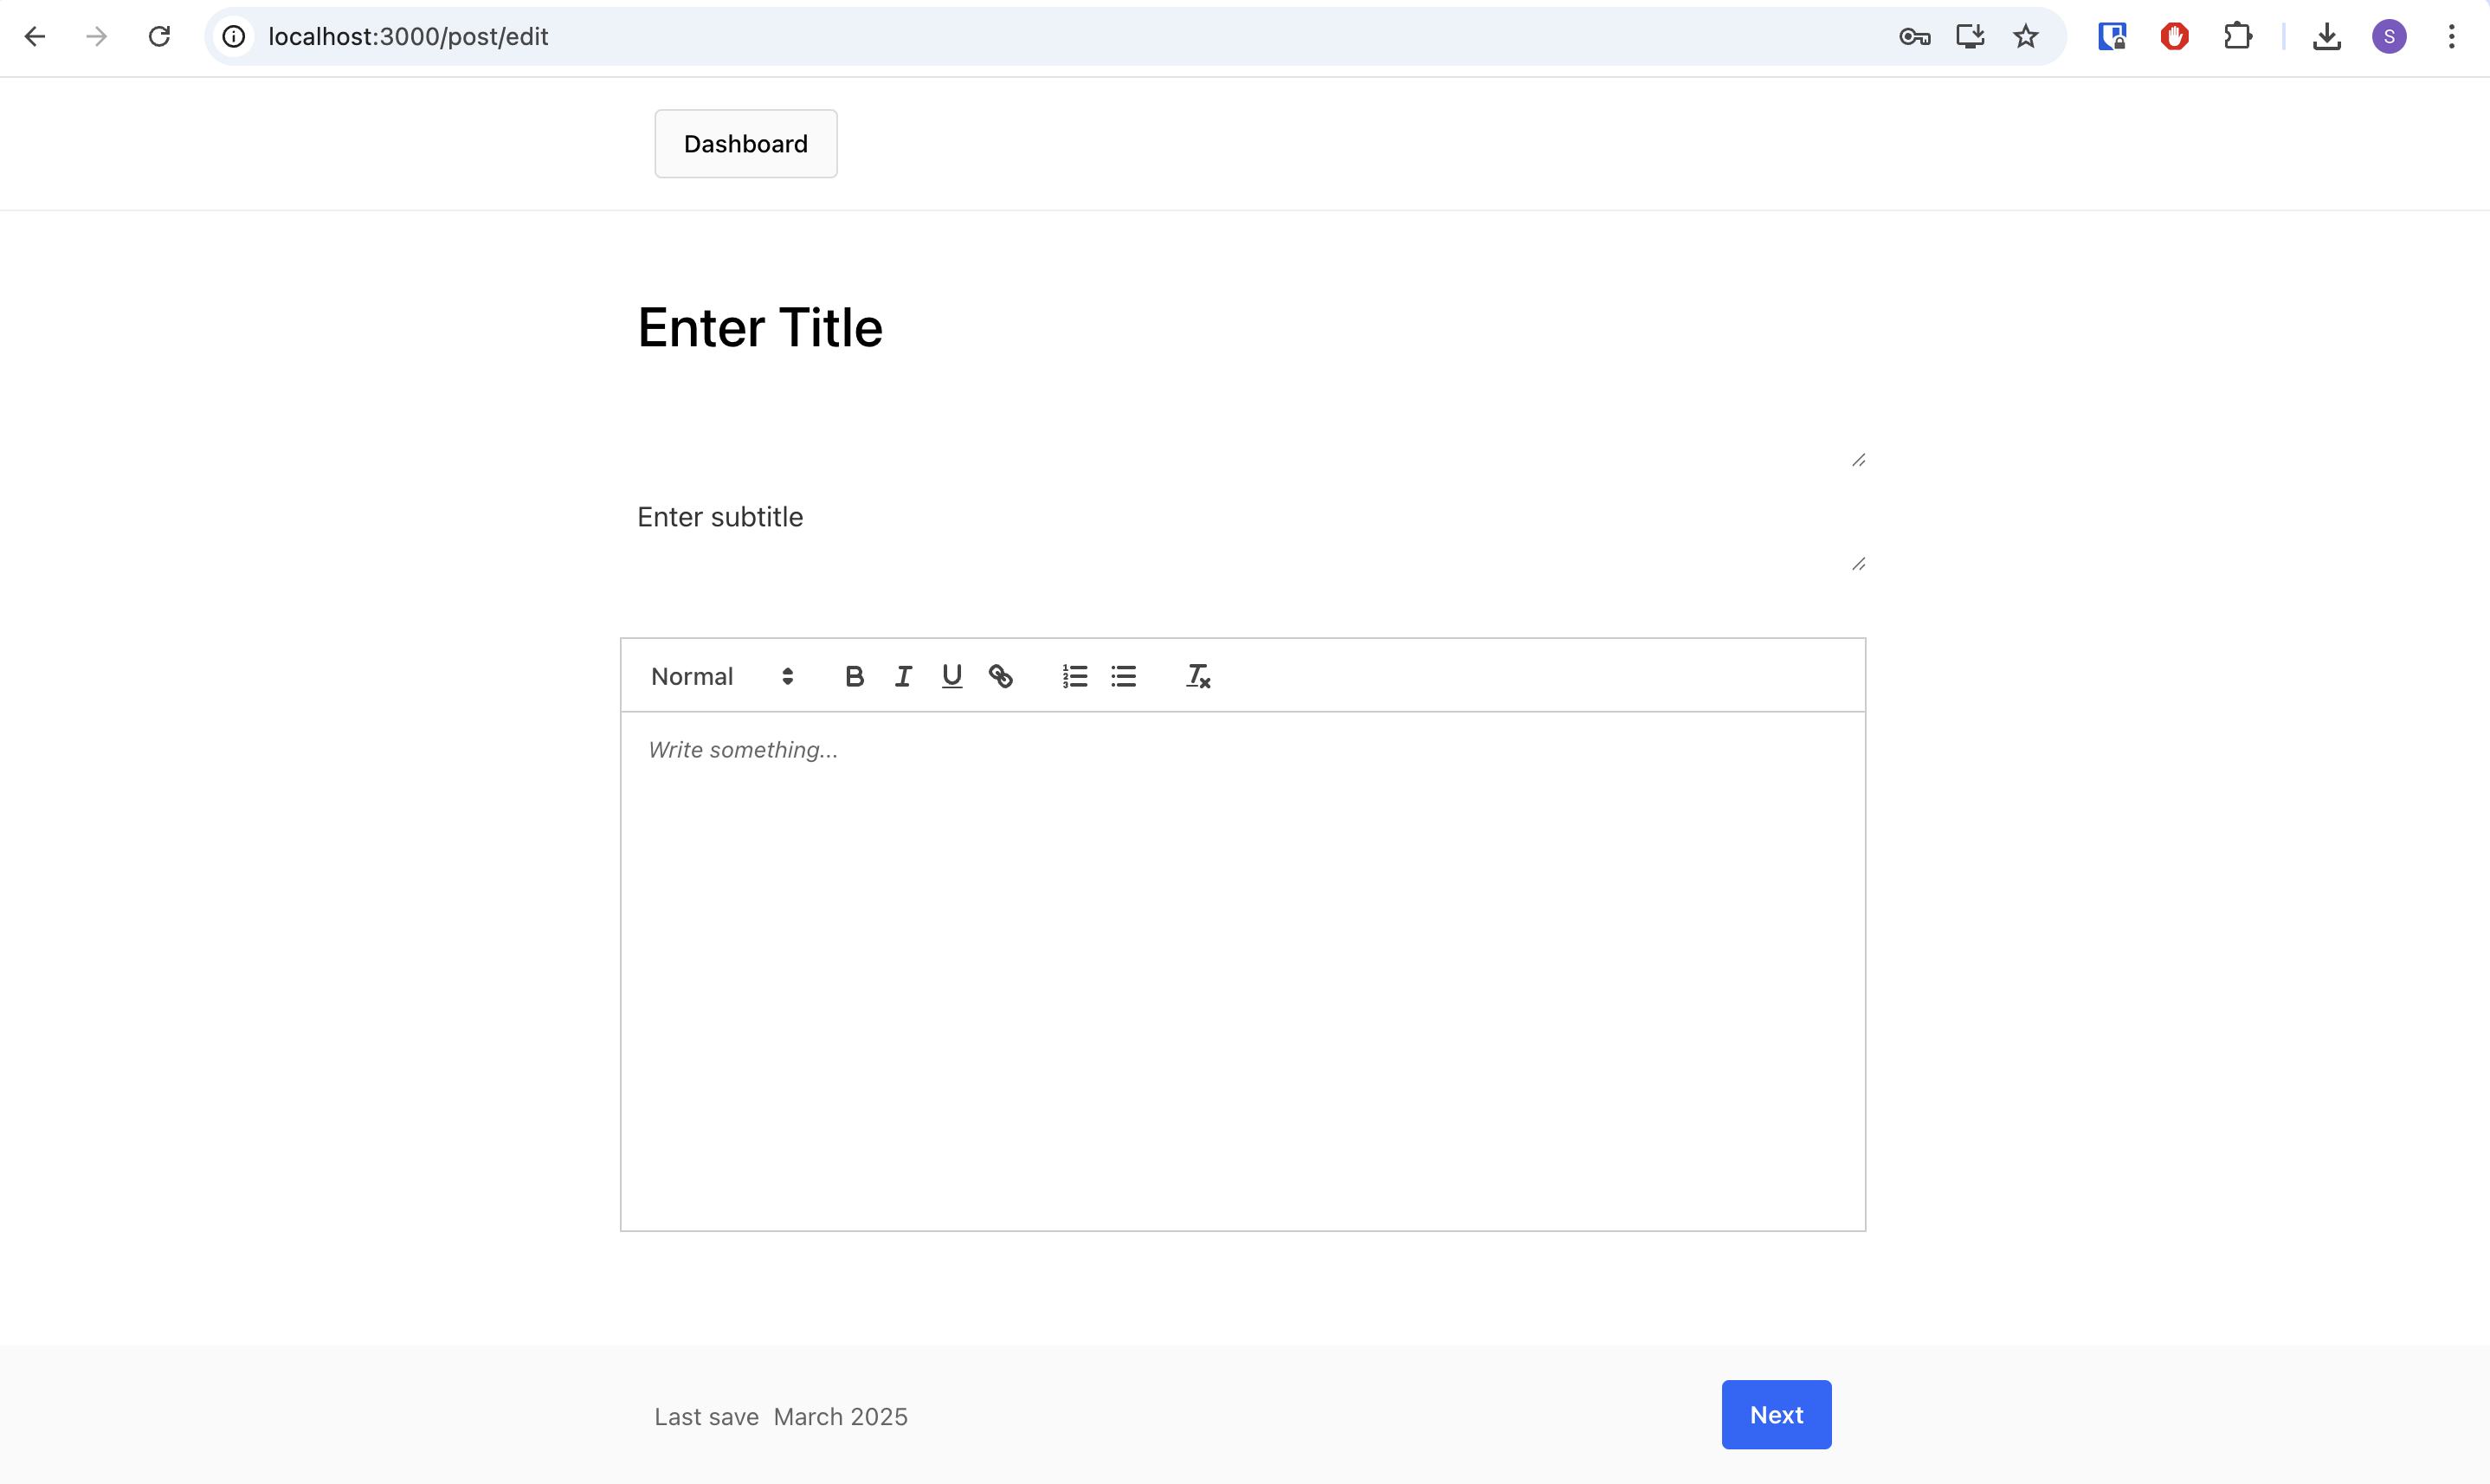 localhost:3000/post/edit
S
Dashboard
Enter Title
Enter subtitle
Normal
Write something...
Last save March 2025
Next